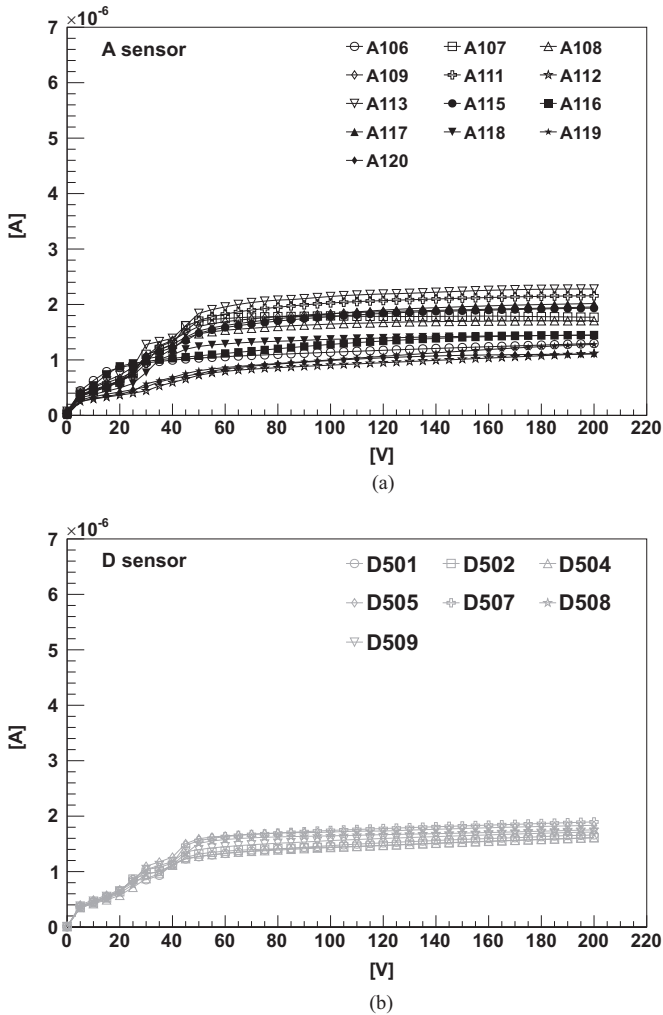 ×10-6
7
A sensor
A106 A107 A108
A109 A111 A112
A113 A115 A116
A117 A118 A119
A120
6
5
4
3
2
1
0
[A]
0 20 40 60 80 100 120 140 160 180 200 220
[V]
(a)
×10-6
7
D sensor
D501 D502 D504
D505 D507 D508
D509
6
5
4
3
2
1
0
[A]
0 20 40 60 80 100 120 140 160 180 200 220
[V]
(b)